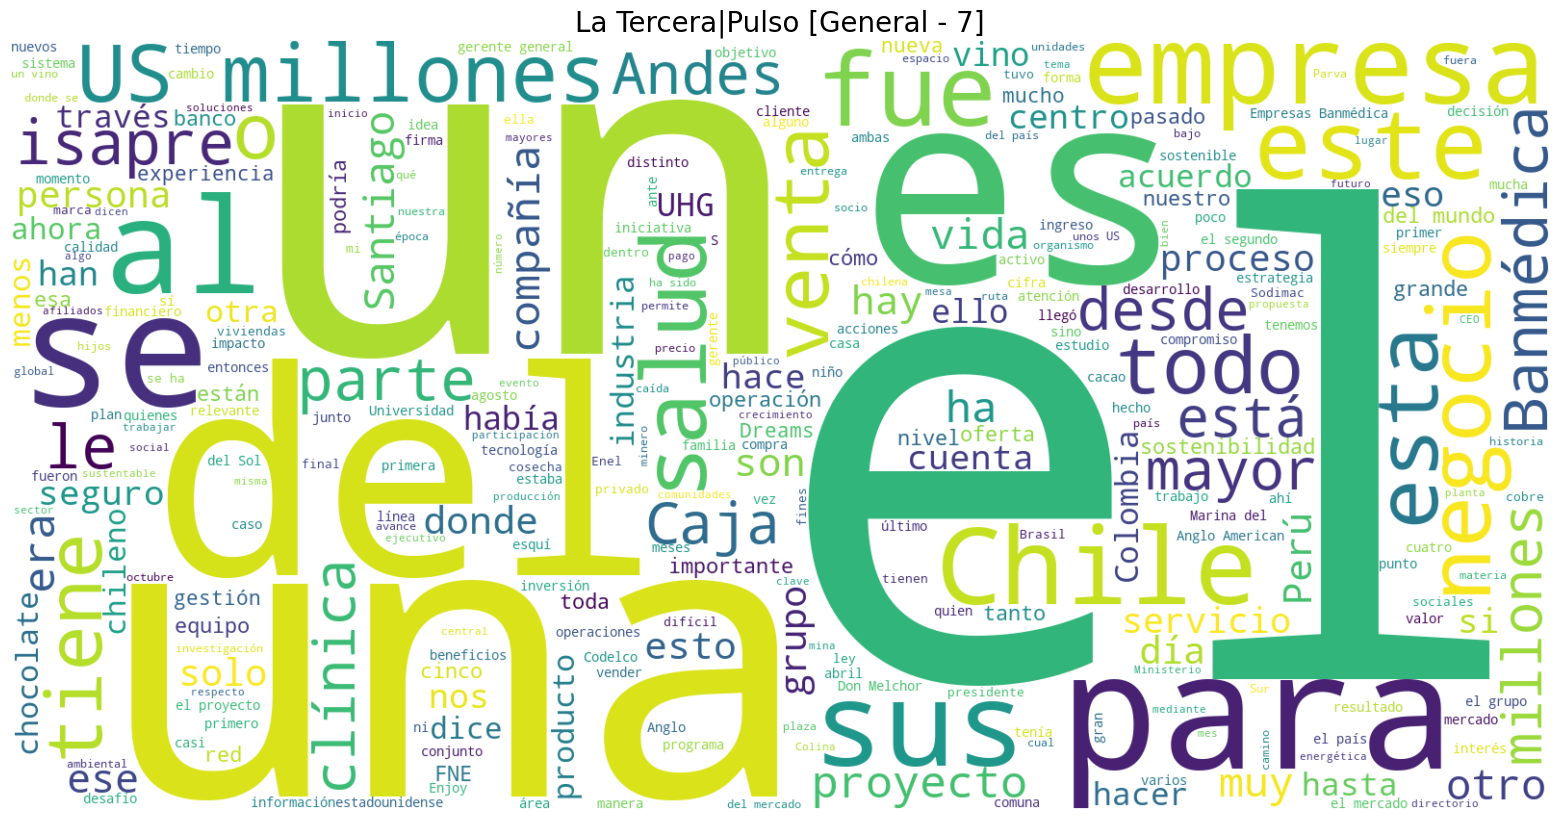 La Tercera|Pulso [General - 7]
nuevos
tiempo
sistema
un vino
US
cambio
millones
gerente general
objetivo
Andes
fue
nueva
espacio
vino
unidades
tema
tuvo
forma
mucho
empresa
Parva
fuera
donde se
soluciones
través
banco
isapre
o
experiencia
inicio
idea
firma
ella
mayores
cliente
alguno
distinto
ambas
del país
centro
pasado
bajo
Empresas Banmédica
decisión
este
lugar
persona
momento
marca
dicen
ahora
calidad
algo
han
al
un
podría
Santiago
qué
nuestra
época
mi
número
compañía
ante
UHG
iniciativa
S
dentro
pago
ha sido
permite
salud
industria
precio
gerente
público
caída
venta
entrega
socio
cómo
es
vida
ingreso
organismo
unos US
activo
bien
sostenible
acuerdo
nuestro
poco
futuro
eso
mucha
del mundo
primer
siempre
el segundo
proceso
estrategia
Banmédica
menos
esa
afiliados
sí
financiero
otra
viviendas
impacto
hijos
global
se
se ha
entonces
están
relevante
plan
quienes
trabajar
social
fueron
sustentable
le
hay
chilena
mesa
ruta
cifra
atención
ello
llegó
desarrollo
desde
Sodimac
propuesta
tenemos
grande
CEO
negocio
acciones
casa
sino
estudio
compromiso
cacao
todo
niño
hace
operación
crecimiento
Dreams
compra
familia
son
parte
junto
Universidad
agosto
evento
había
participación
tecnología
cosecha
estaba
Enel
minero
privado
comunidades
vez
fines
final
primera
del Sol
misma
seguro
sector
del
línea
avance
ejecutivo
caso
producción
donde
esquí
Caja
meses
importante
inversión
el
ha
nivel
oferta
cuenta
último
Brasil
Chile
tienen
quien
tanto
hecho
país
está
sostenibilidad
Colombia
mayor
trabajo
ahí
Marina del
Anglo American
Perú
esta
historia
planta
cobre
cuatro
punto
materia
sociales
valor
si
millones
era
tiene
chileno
octubre
chocolate
gestión
equipo
clínica
investigación
solo
respecto
el proyecto
primero
casi
red
ambiental
ese
desafío
información
estadounidense
una
central
beneficios
cinco
nos
ni
dice
conjunto
FNE
Enjoy
operaciones
toda
difícil
Codelco
vender
esto
producto
Anglo
programa
área
manera
del mercado
clave
grupo
mina
ley
abril
Don Melchor
presidente
plaza
Colina
sus
proyecto
tenía
cual
comuna
servicio
día
Ministerio
Sur
para
gran
mediante
mes
hacer
varios
camino
muy
resultado
el país
energética
hasta
el mercado
directorio
mercado
el grupo
interés
otro